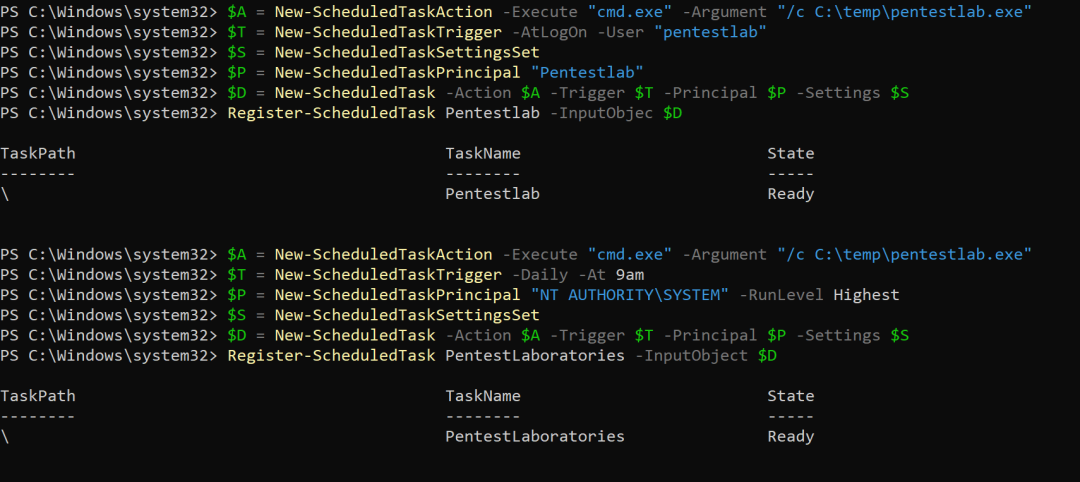 PS C:\Windows\system32> $A = New-ScheduledTaskAction -Execute "cmd.exe" -Argument "/c C:\temp\pentestlab.exe"
PS C:\Windows\system32> $T = New-ScheduledTaskTrigger -AtLogOn -User "pentestlab"
PS C:\Windows\system32> $S = New-ScheduledTaskSettingsSet
PS C:\Windows\system32> $P = New-ScheduledTaskPrincipal "Pentestlab"
PS C:\Windows\system32> $D = New-ScheduledTask -Action $A -Trigger $T -Principal $P -Settings $S
PS C:\Windows\system32> Register-ScheduledTask Pentestlab -InputObjec $D
TaskPath TaskName State
-------- -------- -----
\ Pentestlab Ready
PS C:\Windows\system32> $A = New-ScheduledTaskAction -Execute "cmd.exe" -Argument "/c C:\temp\pentestlab.exe"
PS C:\Windows\system32> $T = New-ScheduledTaskTrigger -Daily -At 9am
PS C:\Windows\system32> $P = New-ScheduledTaskPrincipal "NT AUTHORITY\SYSTEM" -RunLevel Highest
PS C:\Windows\system32> $S = New-ScheduledTaskSettingsSet
PS C:\Windows\system32> $D = New-ScheduledTask -Action $A -Trigger $T -Principal $P -Settings $S
PS C:\Windows\system32> Register-ScheduledTask PentestLaboratories -InputObject $D
TaskPath TaskName State
-------- -------- -----
\ PentestLaboratories Ready